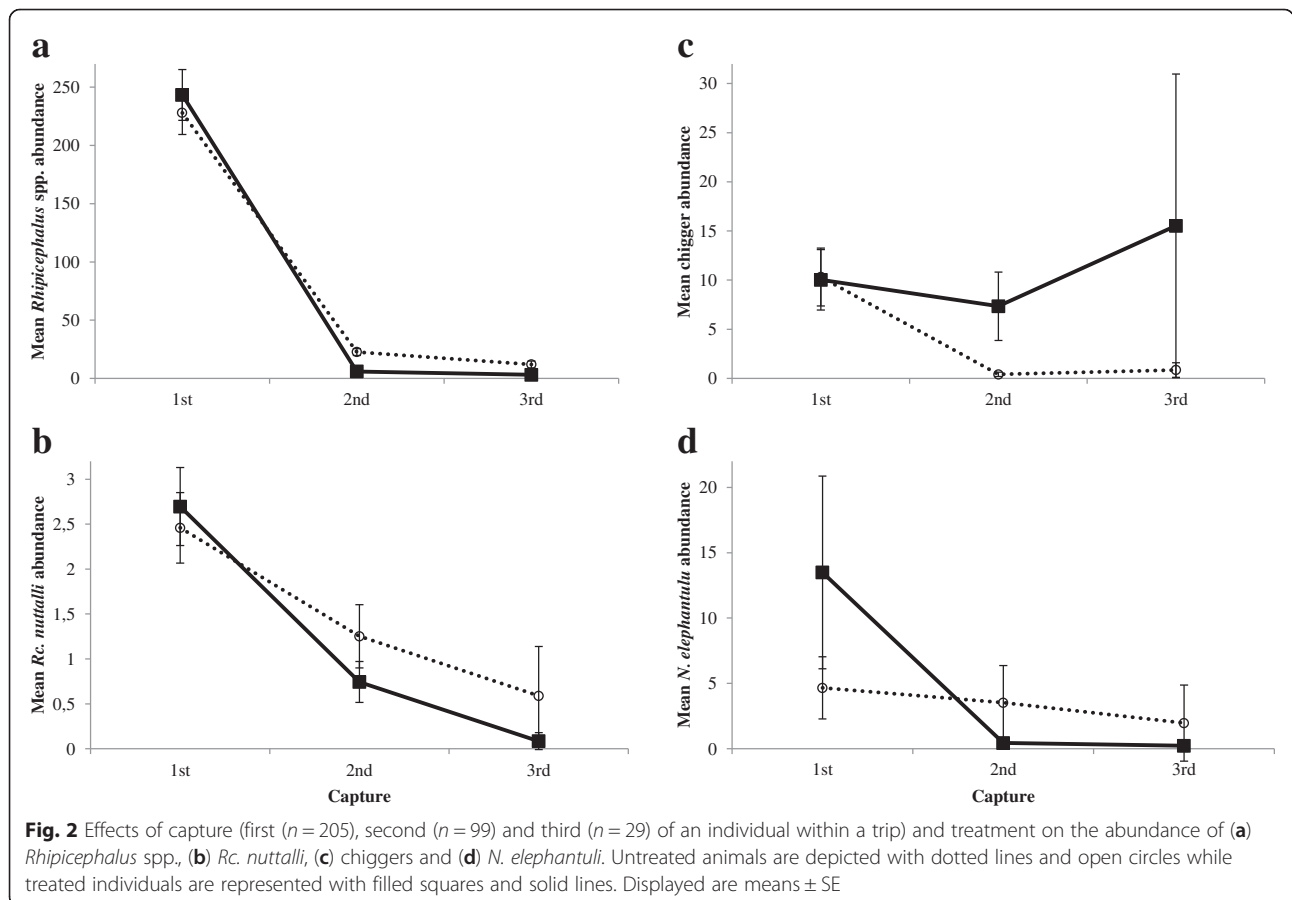 a
Mean Rhipicephalus spp. abundance
250
200
150
100
50
0
1st
2nd
3rd
c
Mean chigger abundance
30
25
20
15
10
5
0
1st
2nd
3rd
b
Mean Rc. nuttalli abundance
3
2,5
2
1,5
1
0,5
0
1st
2nd
3rd
Capture
d
Mean N. elephantulu abundance
20
15
10
5
0
1st
2nd
3rd
Capture
Fig. 2 Effects of capture (first (n = 205), second (n = 99) and third (n = 29) of an individual within a trip) and treatment on the abundance of (a)
Rhipicephalus spp., (b) Rc. nuttalli, (c) chiggers and (d) N. elephantuli. Untreated animals are depicted with dotted lines and open circles while
treated individuals are represented with filled squares and solid lines. Displayed are means ± SE